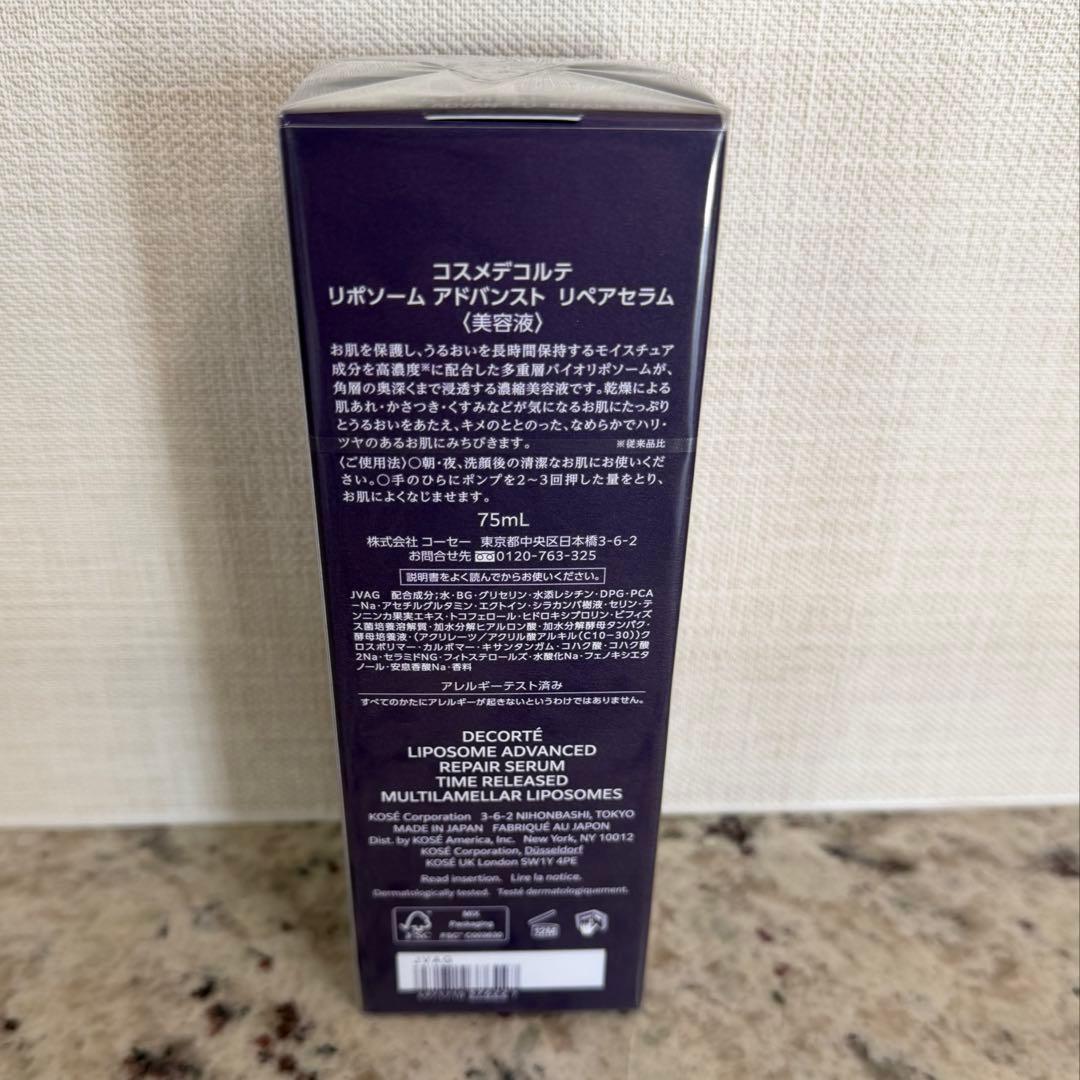 コスメデコルテ
リポソーム アドバンスト リペアセラム
〈美容液〉
お肌を保護し、うるおいを長時間保持するモイスチュア
成分を高濃度※に配合した多重層バイオリポソームが、
角層の奥深くまで浸透する濃縮美容液です。乾燥による
肌あれ・かさつき・くすみなどが気になるお肌にたっぷり
とうるおいをあたえ、キメのととのった、なめらかでハリ・
ツヤのあるお肌にみちびきます。 ※従来品比
〈ご使用法〉○朝・夜、洗顔後の清潔なお肌にお使いくだ
さい。○手のひらにポンプを2～3回押した量をとり、
お肌によくなじませます。
75mL
株式会社 コーセー 東京都中央区日本橋3-6-2
お問合せ先 0120-763-325
説明書をよく読んでからお使いください。
JVAG 配合成分;水・BG・グリセリン・水添レシチン・DPG・PCA
－Na・アセチルグルタミン・エクトイン・シラカンバ樹液・セリン・テ
ンニンカ果実エキス・トコフェロール・ヒドロキシプロリン・ビフィズ
ス菌培養溶解質・加水分解ヒアルロン酸・加水分解酵母タンパク・
酵母培養液・(アクリレーツ／アクリル酸アルキル(C10－30))ク
ロスポリマー・カルボマー・キサンタンガム・コハク酸・コハク酸
2Na・セラミドNG・フィトステロールズ・水酸化Na・フェノキシエタ
ノール・安息香酸Na・香料
アレルギーテスト済み
すべてのかたにアレルギーが起きないというわけではありません。
DECORTÉ
LIPOSOME ADVANCED
REPAIR SERUM
TIME RELEASED
MULTILAMELLAR LIPOSOMES
KOSÉ Corporation 3-6-2 NIHONBASHI, TOKYO
MADE IN JAPAN FABRIQUÉ AU JAPON
Dist. by KOSÉ America, Inc. New York, NY 10012
KOSÉ Corporation, Düsseldorf
KOSÉ UK London SW1Y 4PE
Read insertion. Lire la notice.
Dermatologically tested. Testé dermatologiquement.
MIX
Packaging
FSC
12M
JVAG